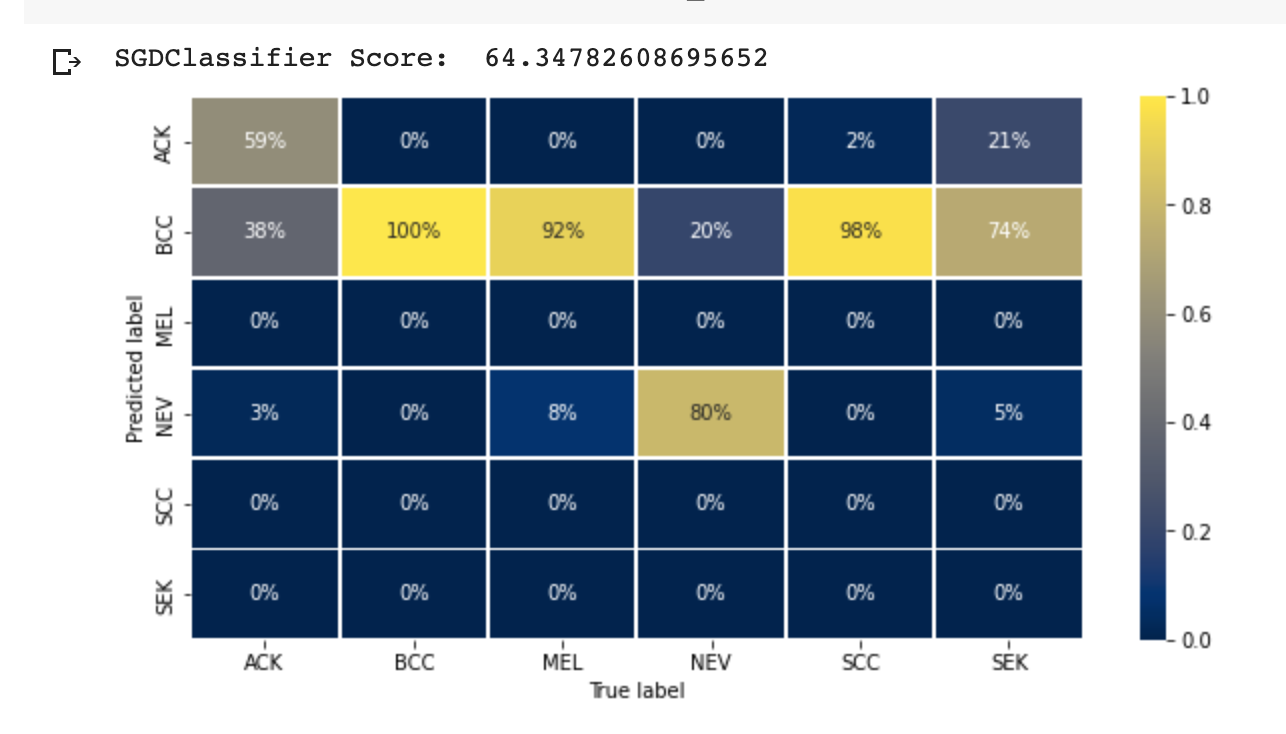 SGDClassifier Score:  64.34782608695652
ACK 59% 0% 0% 0% 2% 21%
BCC 38% 100% 92% 20% 98% 74%
MEL 0% 0% 0% 0% 0% 0%
NEV 3% 0% 8% 80% 0% 5%
SCC 0% 0% 0% 0% 0% 0%
SEK 0% 0% 0% 0% 0% 0%
Predicted label
ACK BCC MEL NEV SCC SEK
True label
1.0
0.8
0.6
0.4
0.2
0.0